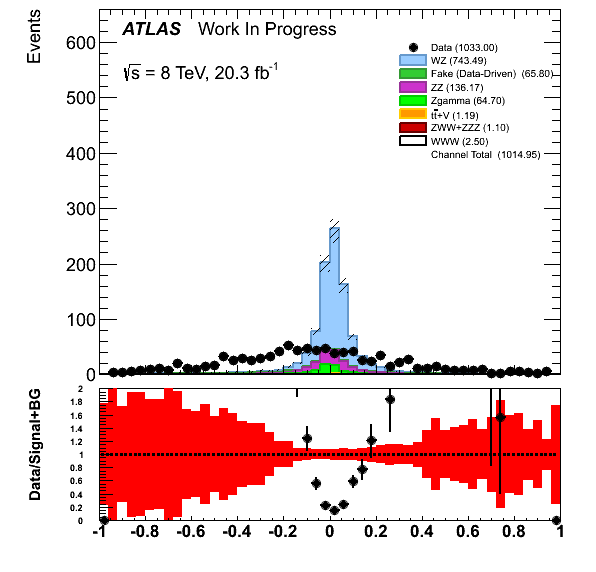 ATLAS Work In Progress
√s = 8 TeV, 20.3 fb-1
Events
600
500
400
300
200
100
0
Data (1033.00)
WZ (743.49)
Fake (Data-Driven) (65.80)
ZZ (136.17)
Zgamma (64.70)
tt̄+V (1.19)
ZWW+ZZZ (1.10)
WWW (2.50)
Channel Total (1014.95)
Data/Signal+BG
2
1.8
1.6
1.4
1.2
1
0.8
0.6
0.4
0.2
0
-1 -0.8 -0.6 -0.4 -0.2 0 0.2 0.4 0.6 0.8 1